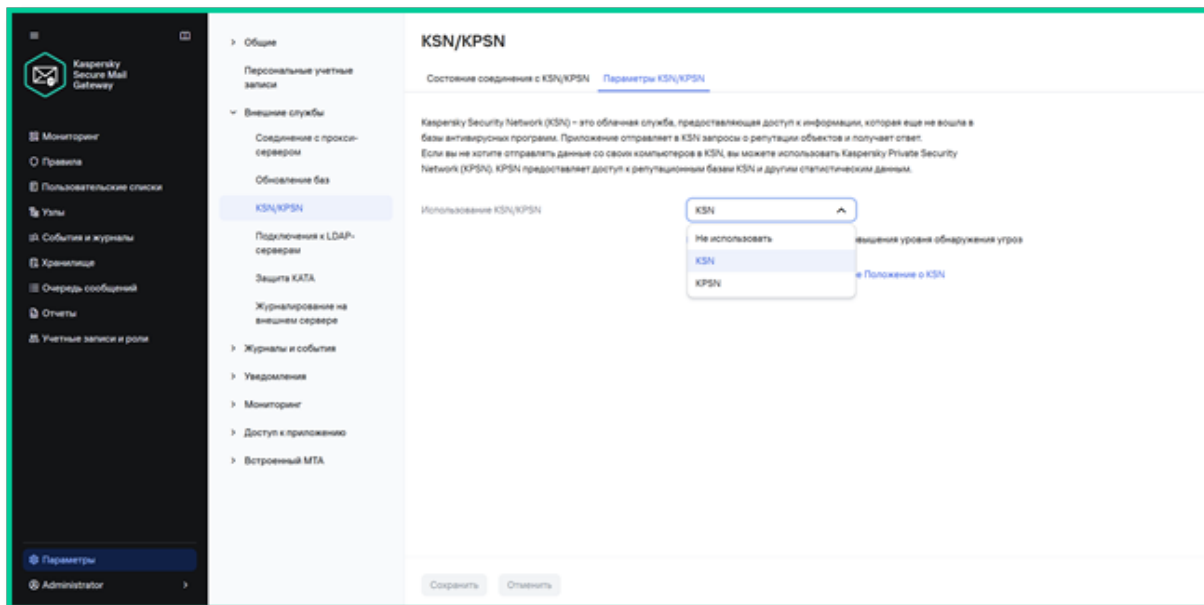 Kaspersky
Secure Mail
Gateway
Мониторинг
Правила
Пользовательские списки
Узлы
События и журналы
Хранилище
Очередь сообщений
Отчеты
Учетные записи и роли
Параметры
Administrator
Общие
Персональные учетные
записи
Внешние службы
Соединение с прокси-
сервером
Обновление баз
KSN/KPSN
Подключения к LDAP-
серверам
Защита KATA
Журналирование на
внешнем сервере
Журналы и события
Уведомления
Мониторинг
Доступ к приложению
Встроенный MTA
KSN/KPSN
Состояние соединения с KSN/KPSN Параметры KSN/KPSN
Kaspersky Security Network (KSN) – это облачная служба, предоставляющая доступ к информации, которая еще не вошла в
базы антивирусных программ. Приложение отправляет в KSN запросы о репутации объектов и получает ответ.
Если вы не хотите отправлять данные со своих компьютеров в KSN, вы можете использовать Kaspersky Private Security
Network (KPSN). KPSN предоставляет доступ к репутационным базам KSN и другим статистическим данным.
Использование KSN/KPSN KSN
Не использовать вышения уровня обнаружения угроз
KSN
е Положение о KSN
KPSN
Сохранить Отменить